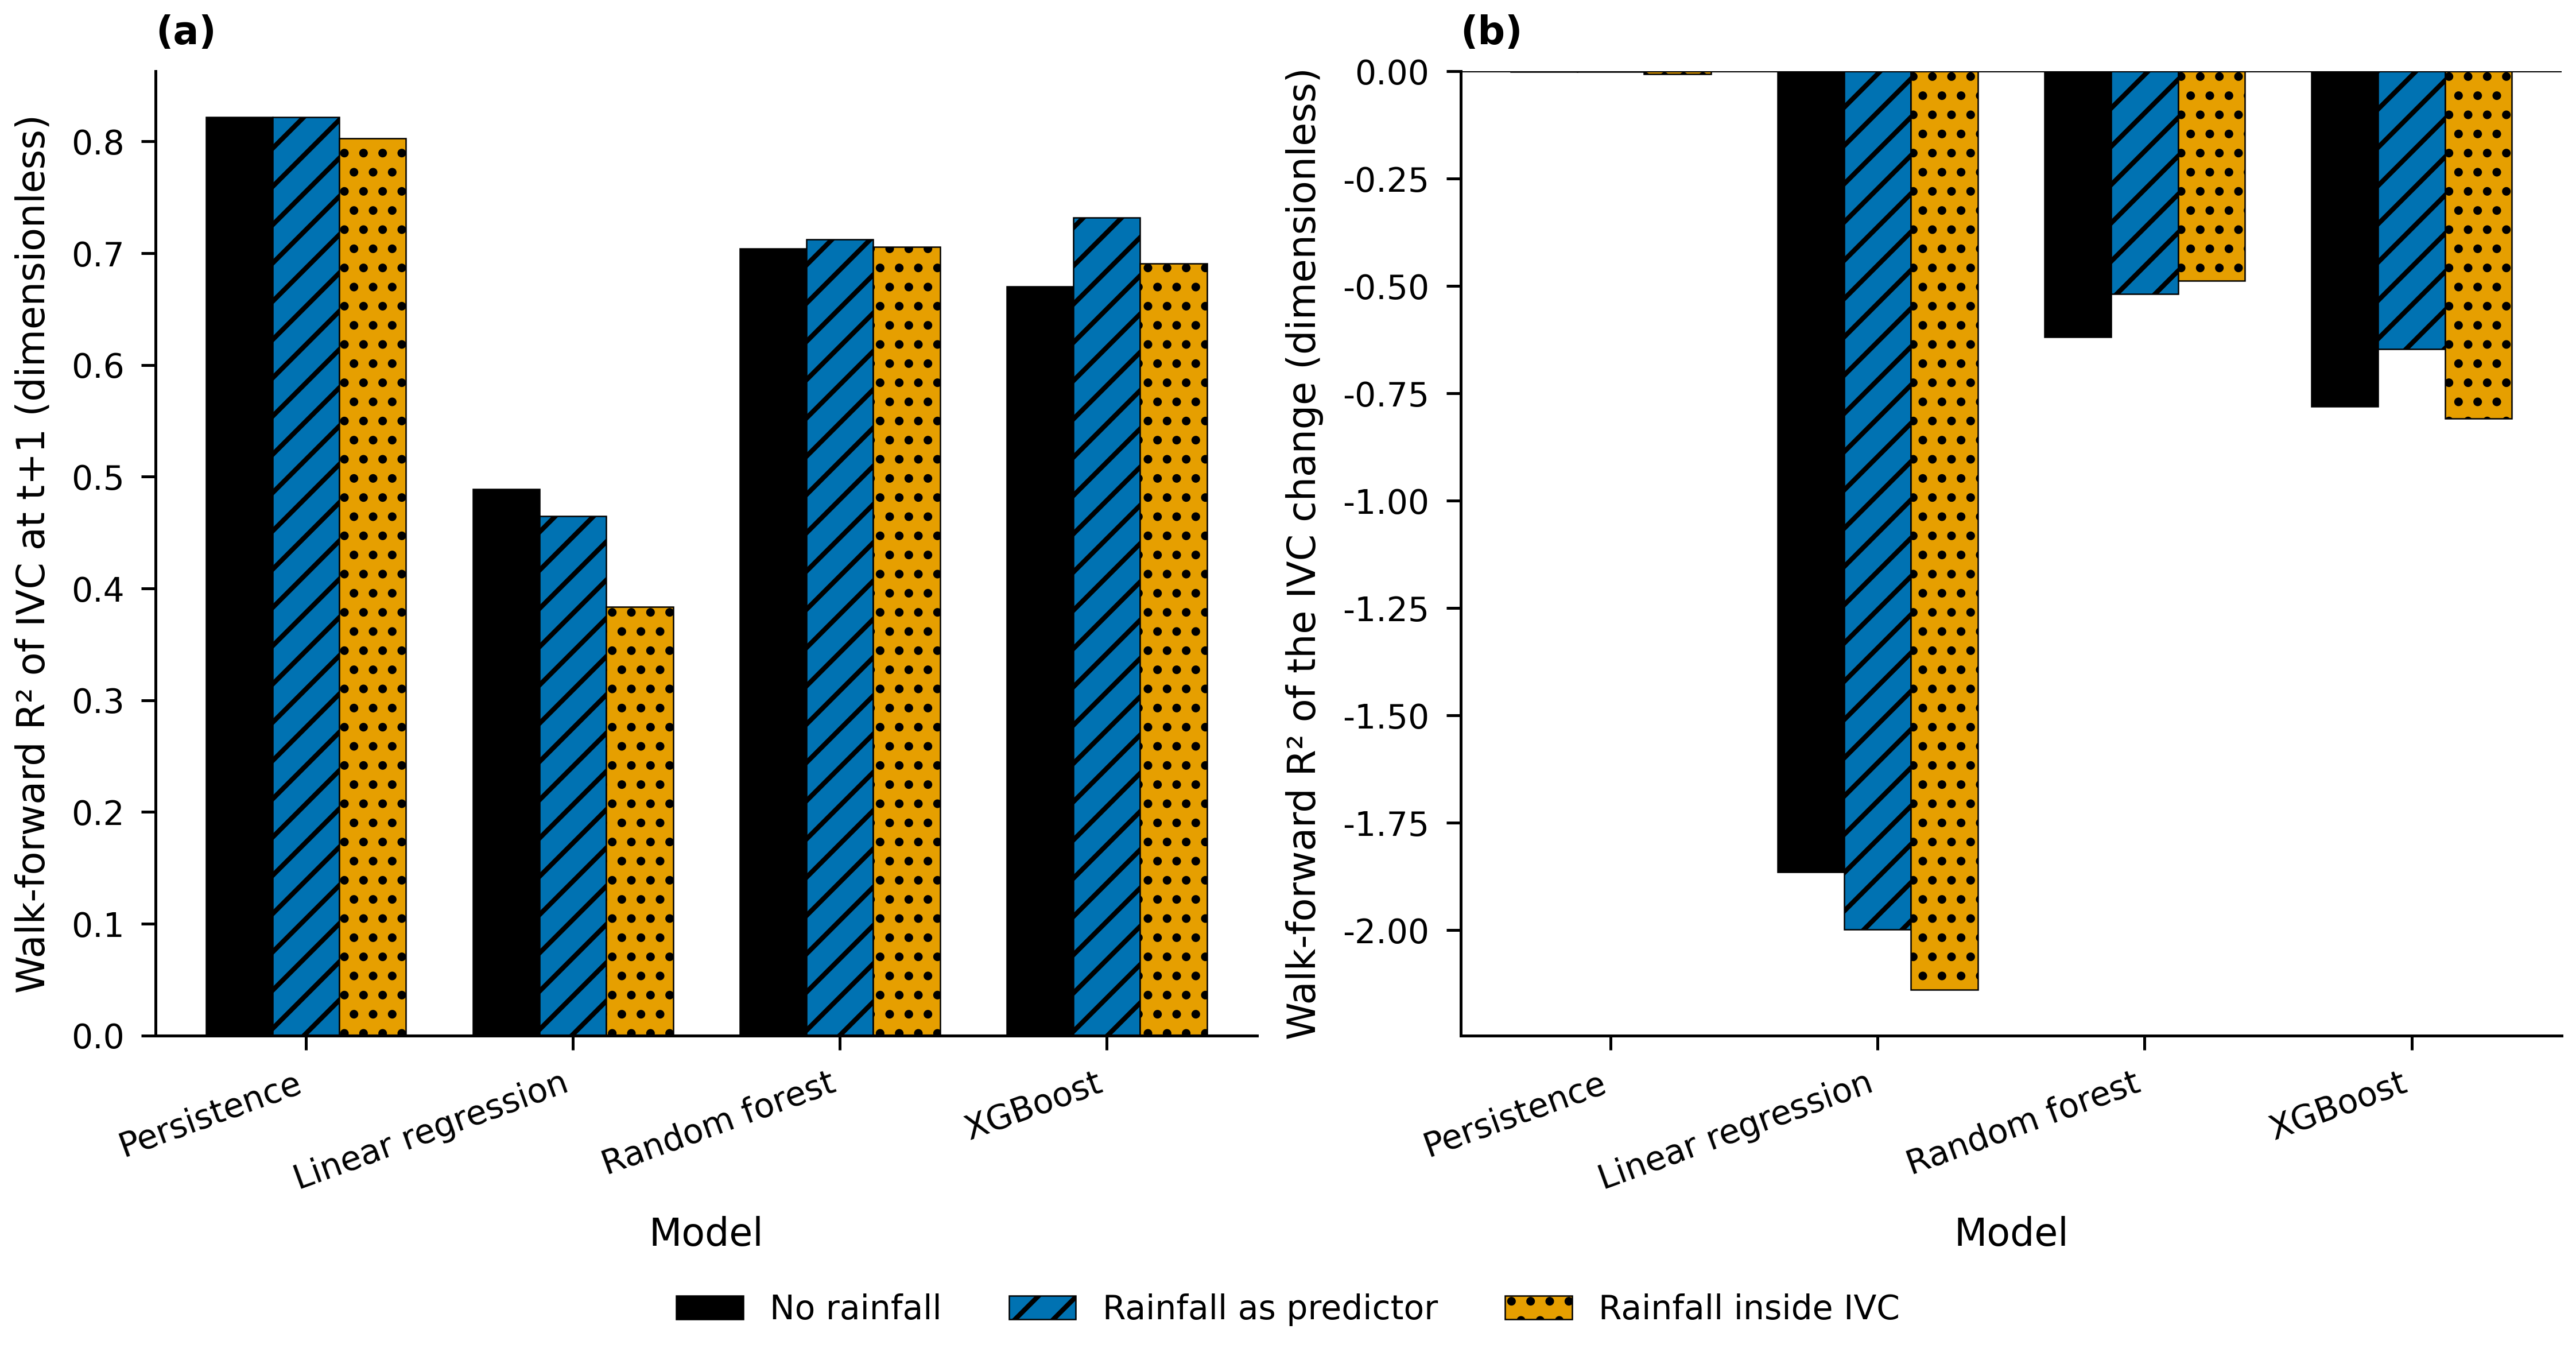 (a)
Walk-forward R² of IVC at t+1 (dimensionless)
0.8
0.7
0.6
0.5
0.4
0.3
0.2
0.1
0.0
Persistence
Linear regression
Random forest
XGBoost
Model
(b)
Walk-forward R² of the IVC change (dimensionless)
0.00
-0.25
-0.50
-0.75
-1.00
-1.25
-1.50
-1.75
-2.00
Persistence
Linear regression
Random forest
XGBoost
Model
No rainfall
Rainfall as predictor
Rainfall inside IVC